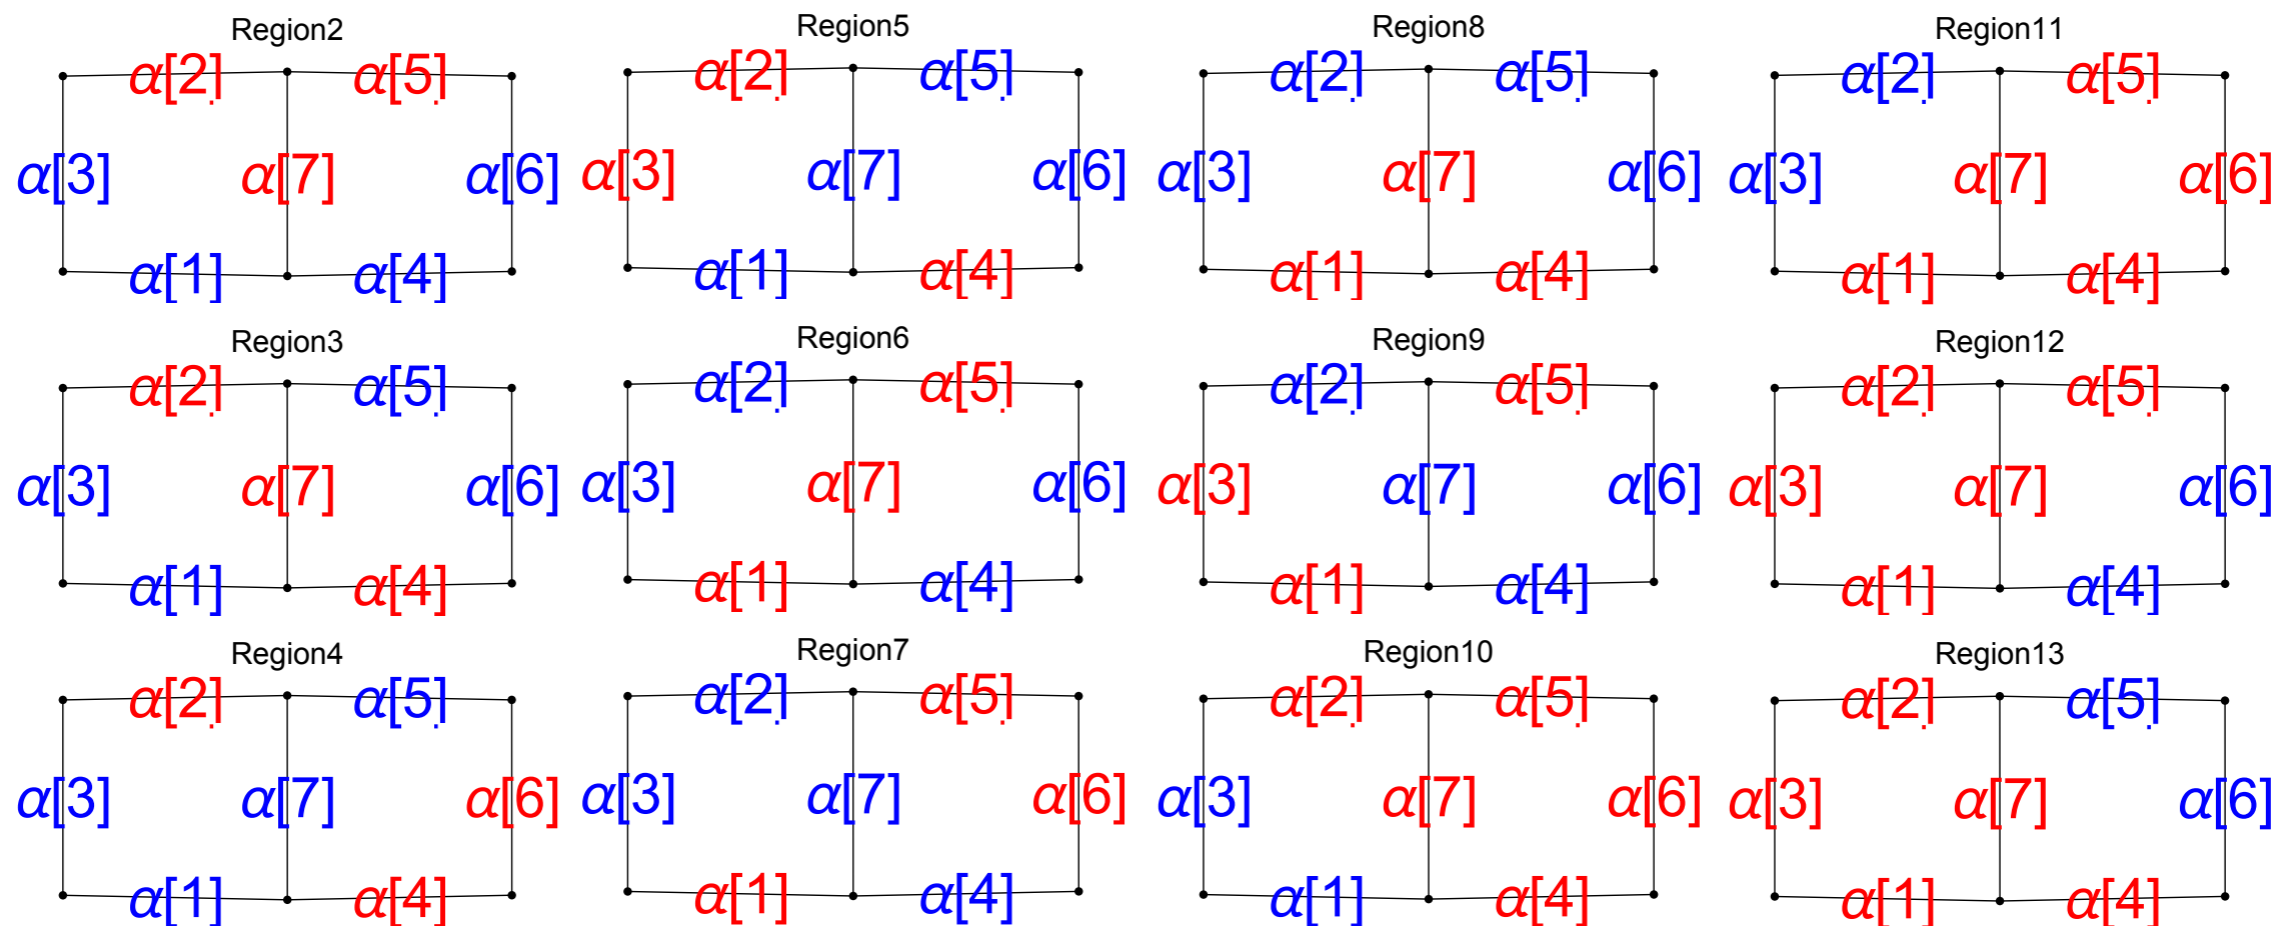 Region2
α[2] α[5]
α[3] α[7] α[6]
α[1] α[4]
Region5
α[2] α[5]
α[3] α[7] α[6]
α[1] α[4]
Region8
α[2] α[5]
α[3] α[7] α[6]
α[1] α[4]
Region11
α[2] α[5]
α[3] α[7] α[6]
α[1] α[4]
Region3
α[2] α[5]
α[3] α[7] α[6]
α[1] α[4]
Region6
α[2] α[5]
α[3] α[7] α[6]
α[1] α[4]
Region9
α[2] α[5]
α[3] α[7] α[6]
α[1] α[4]
Region12
α[2] α[5]
α[3] α[7] α[6]
α[1] α[4]
Region4
α[2] α[5]
α[3] α[7] α[6]
α[1] α[4]
Region7
α[2] α[5]
α[3] α[7] α[6]
α[1] α[4]
Region10
α[2] α[5]
α[3] α[7] α[6]
α[1] α[4]
Region13
α[2] α[5]
α[3] α[7] α[6]
α[1] α[4]